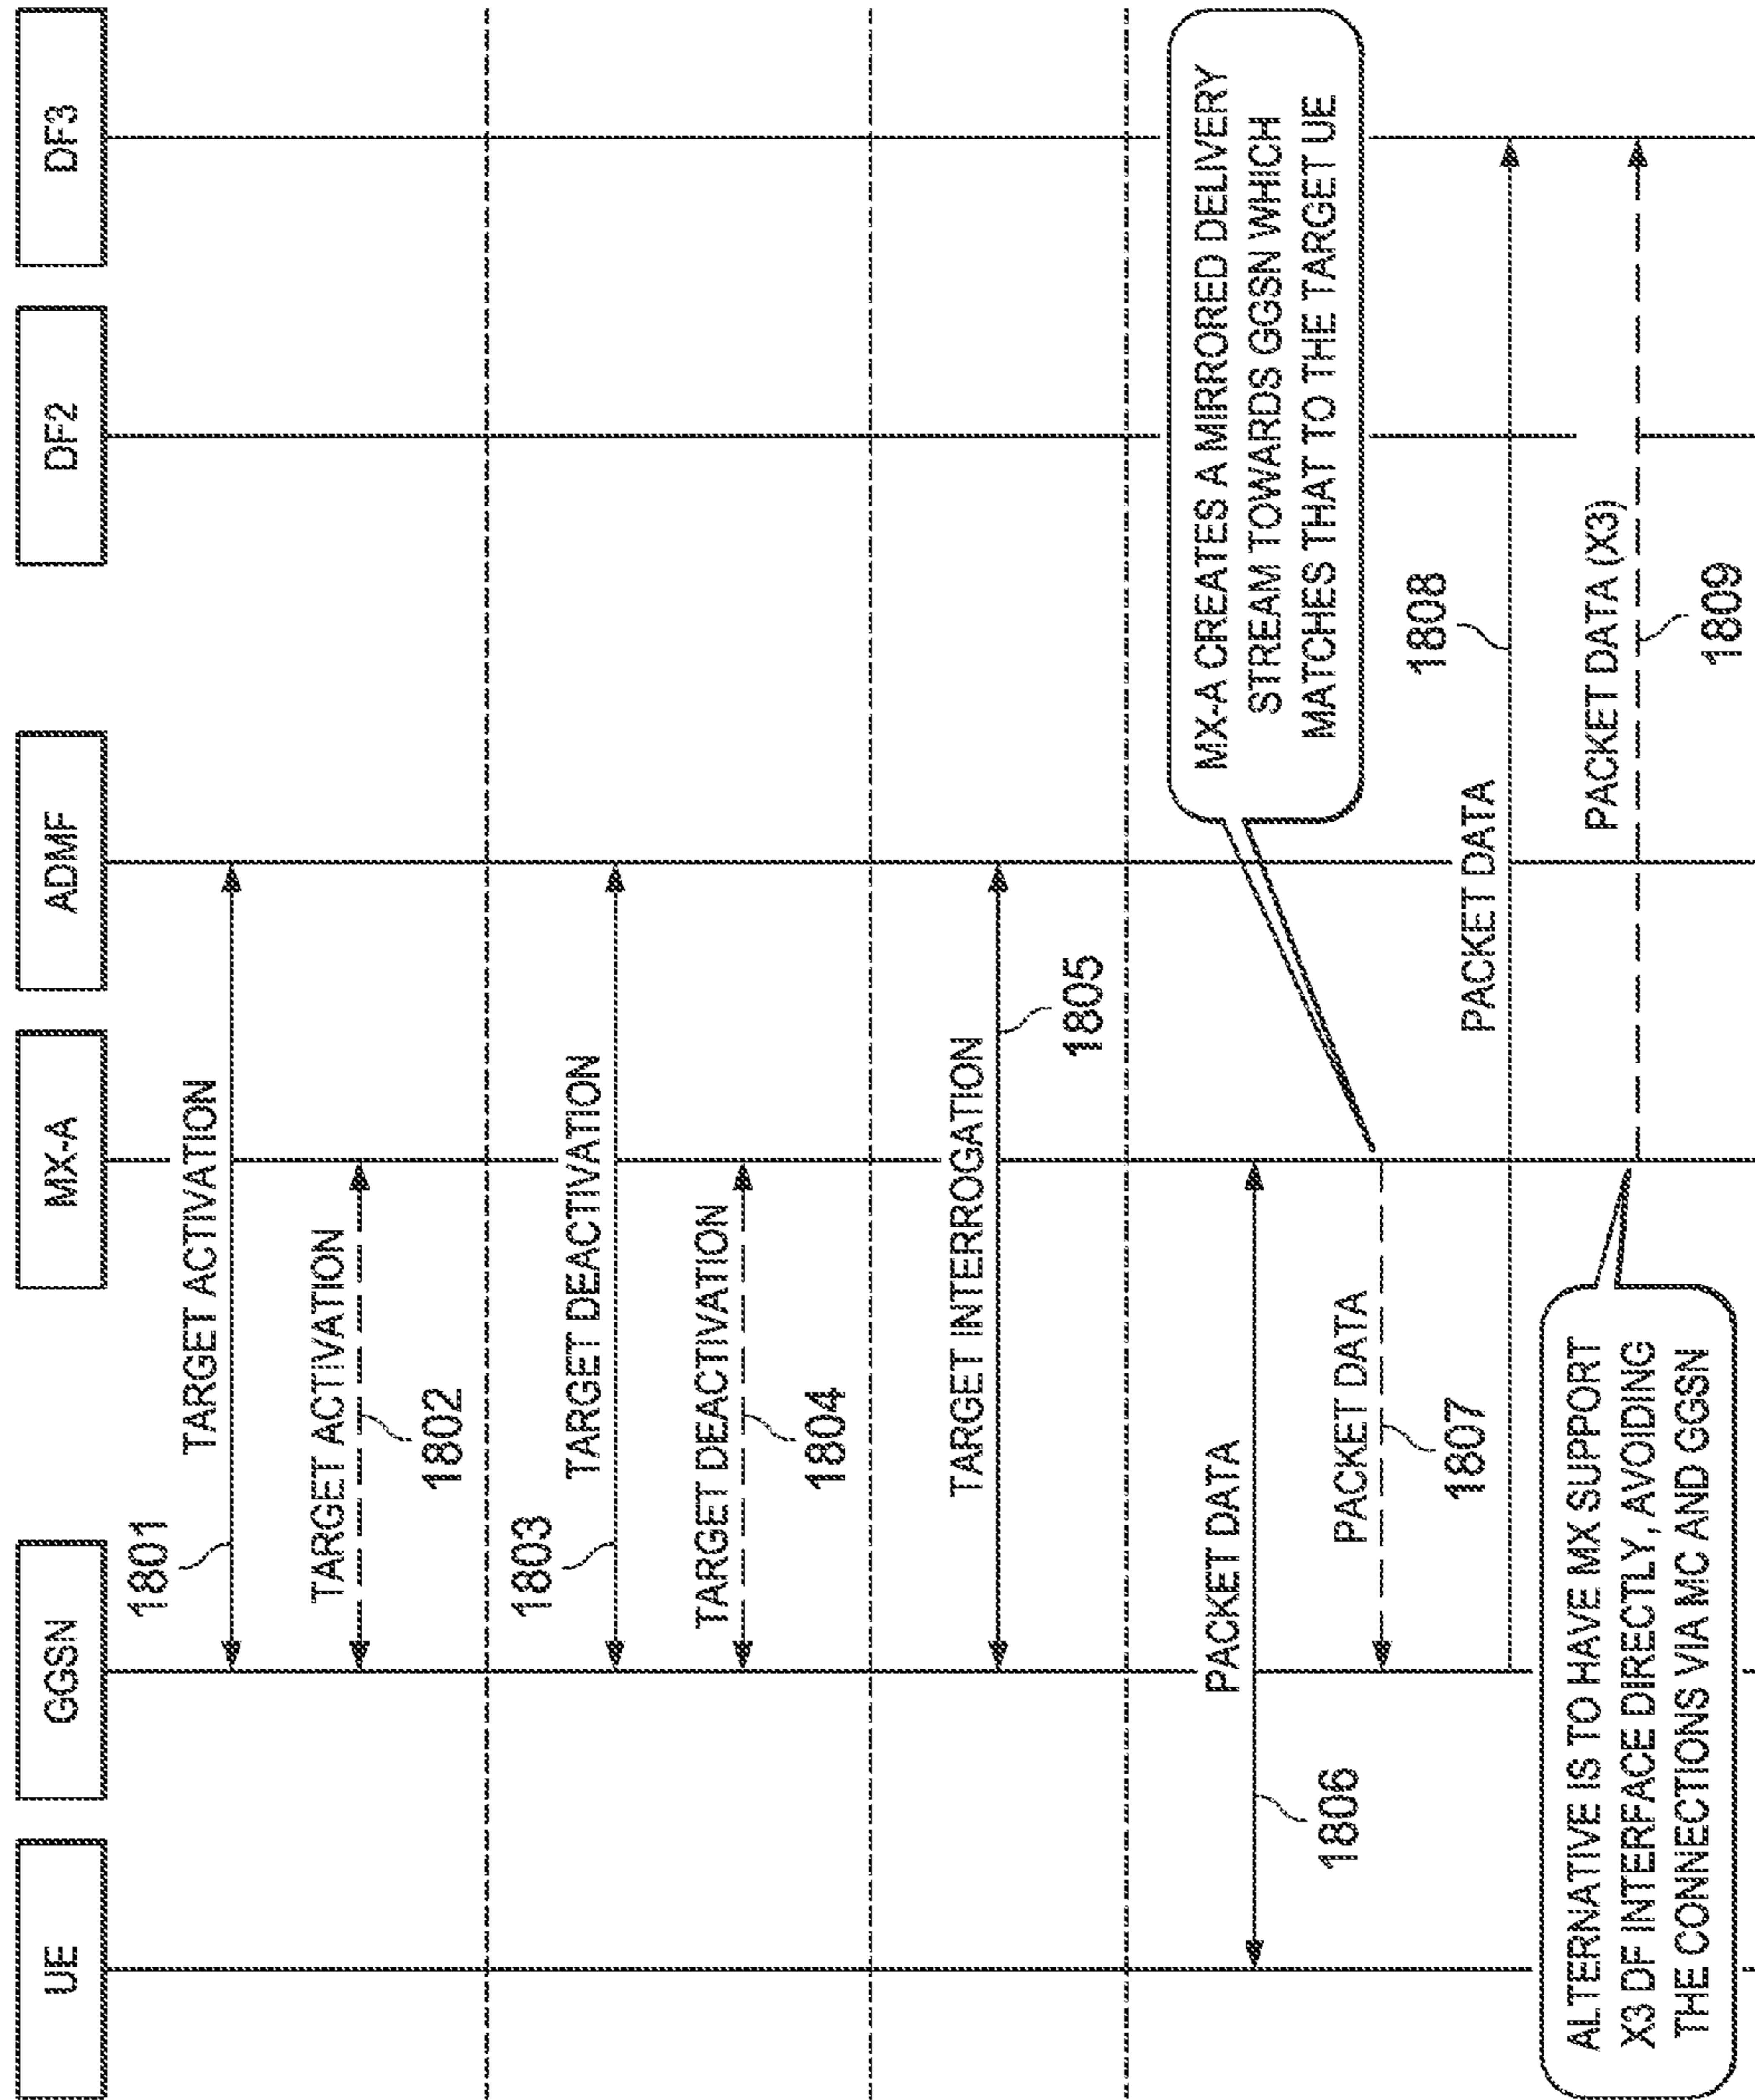 UE
GGSN
MX-A
ADMF
DF2
DF3
1801
TARGET ACTIVATION
TARGET ACTIVATION
1802
1803
TARGET DEACTIVATION
TARGET DEACTIVATION
1804
TARGET INTERROGATION
1805
MX-A CREATES A MIRRORED DELIVERY
STREAM TOWARDS GGSN WHICH
MATCHES THAT TO THE TARGET UE
PACKET DATA
1806
PACKET DATA
1807
PACKET DATA
1808
ALTERNATIVE IS TO HAVE MX SUPPORT
X3 DF INTERFACE DIRECTLY, AVOIDING
THE CONNECTIONS VIA MC AND GGSN
PACKET DATA (X3)
1809